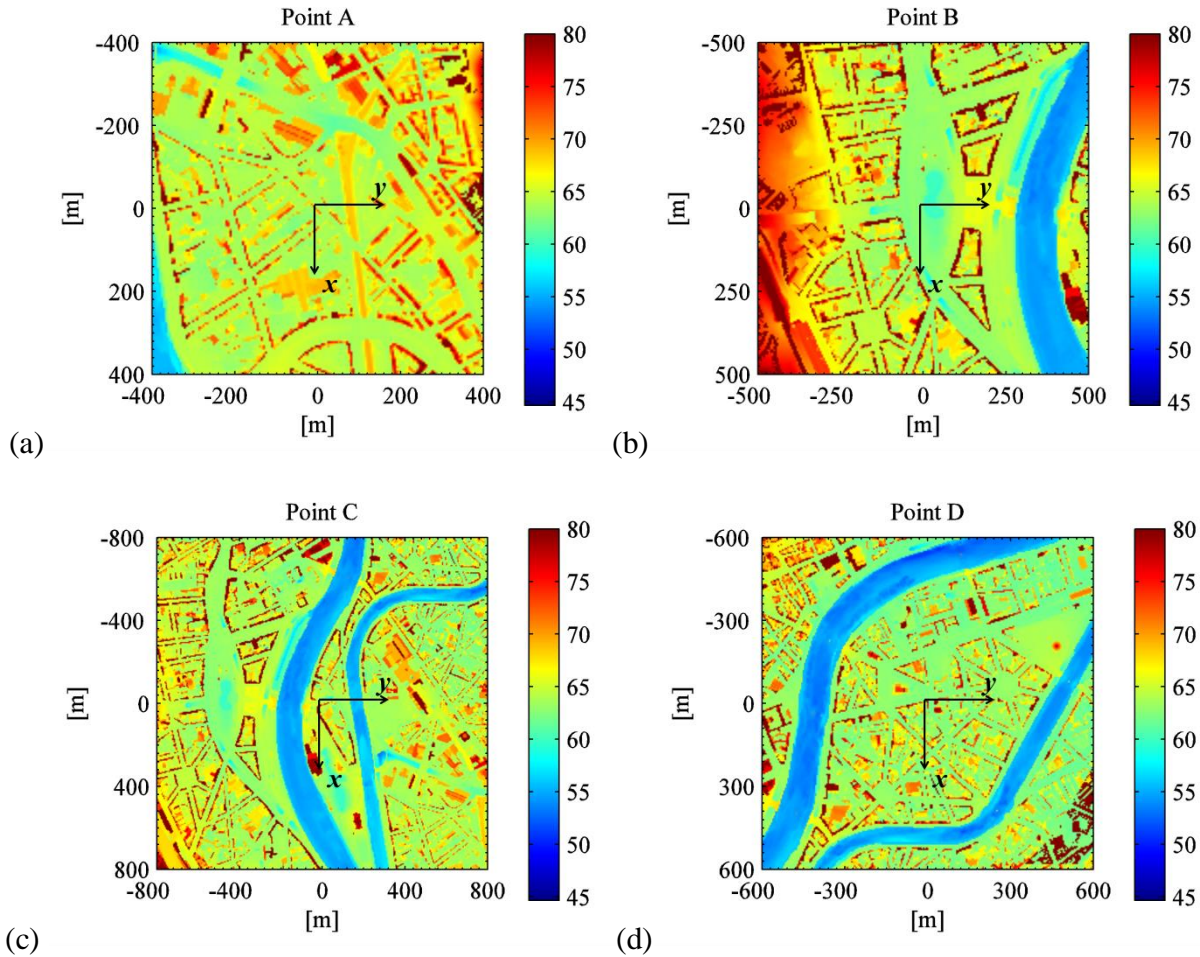 Point A
-400
-200
0
200
400
[m]
-400 -200 0 200 400
[m]
y
x
80
75
70
65
60
55
50
45
(a)
Point B
-500
-250
0
250
500
[m]
-500 -250 0 250 500
[m]
y
x
80
75
70
65
60
55
50
45
(b)
Point C
-800
-400
0
400
800
[m]
-800 -400 0 400 800
[m]
y
x
80
75
70
65
60
55
50
45
(c)
Point D
-600
-300
0
300
600
[m]
-600 -300 0 300 600
[m]
y
x
80
75
70
65
60
55
50
45
(d)